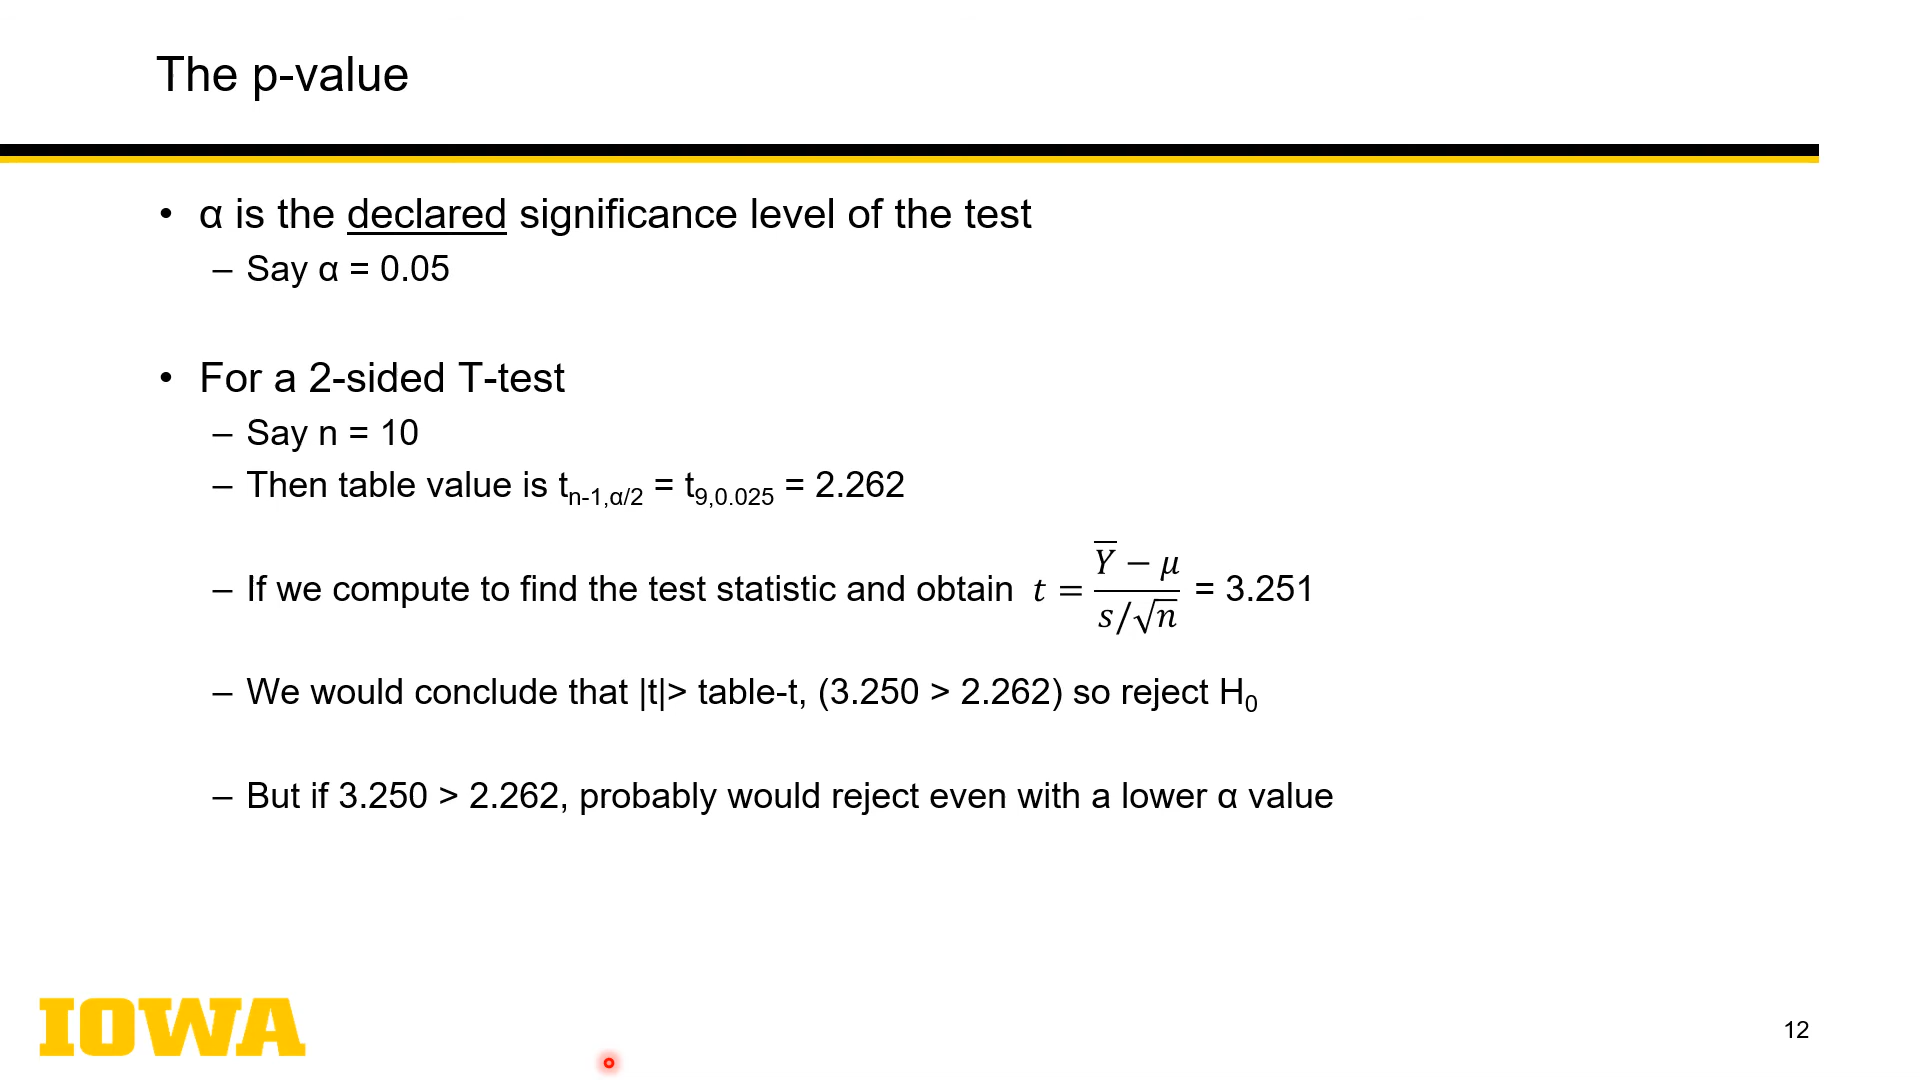 The p-value
• α is the declared significance level of the test
– Say α = 0.05
• For a 2-sided T-test
– Say n = 10
– Then table value is tn-1,α/2 = t9,0.025 = 2.262
– If we compute to find the test statistic and obtain t = (Y̅ − μ)/(s/√n) = 3.251
– We would conclude that |t|> table-t, (3.250 > 2.262) so reject H0
– But if 3.250 > 2.262, probably would reject even with a lower α value
IOWA
12